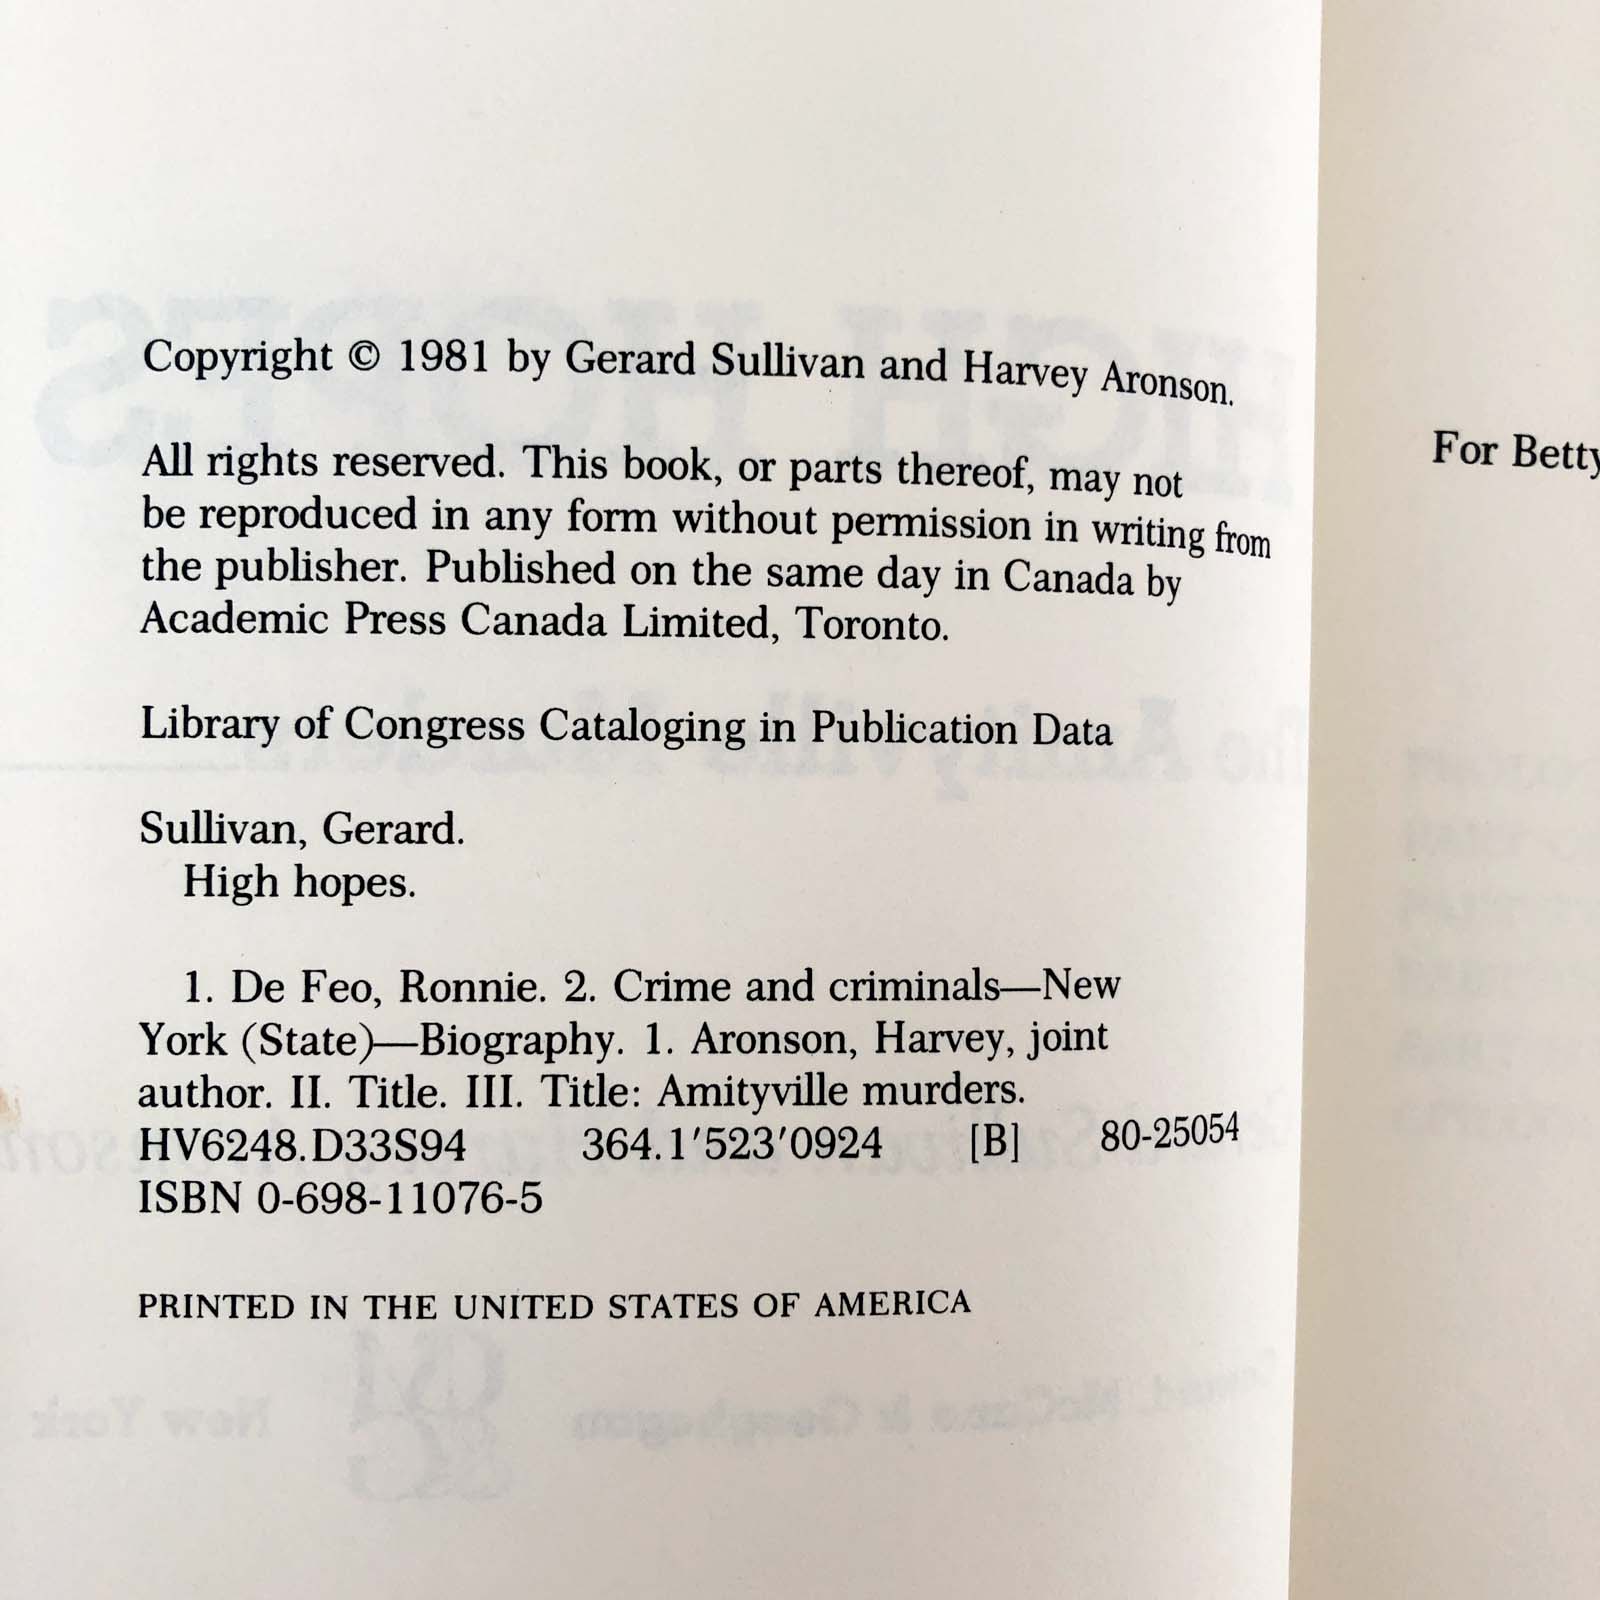 Copyright © 1981 by Gerard Sullivan and Harvey Aronson.
All rights reserved. This book, or parts thereof, may not
be reproduced in any form without permission in writing from
the publisher. Published on the same day in Canada by
Academic Press Canada Limited, Toronto.
Library of Congress Cataloging in Publication Data
Sullivan, Gerard.
High hopes.
1. De Feo, Ronnie. 2. Crime and criminals—New
York (State)—Biography. 1. Aronson, Harvey, joint
author. II. Title. III. Title: Amityville murders.
HV6248.D33S94 364.1'523'0924 [B] 80-25054
ISBN 0-698-11076-5
PRINTED IN THE UNITED STATES OF AMERICA
For Betty